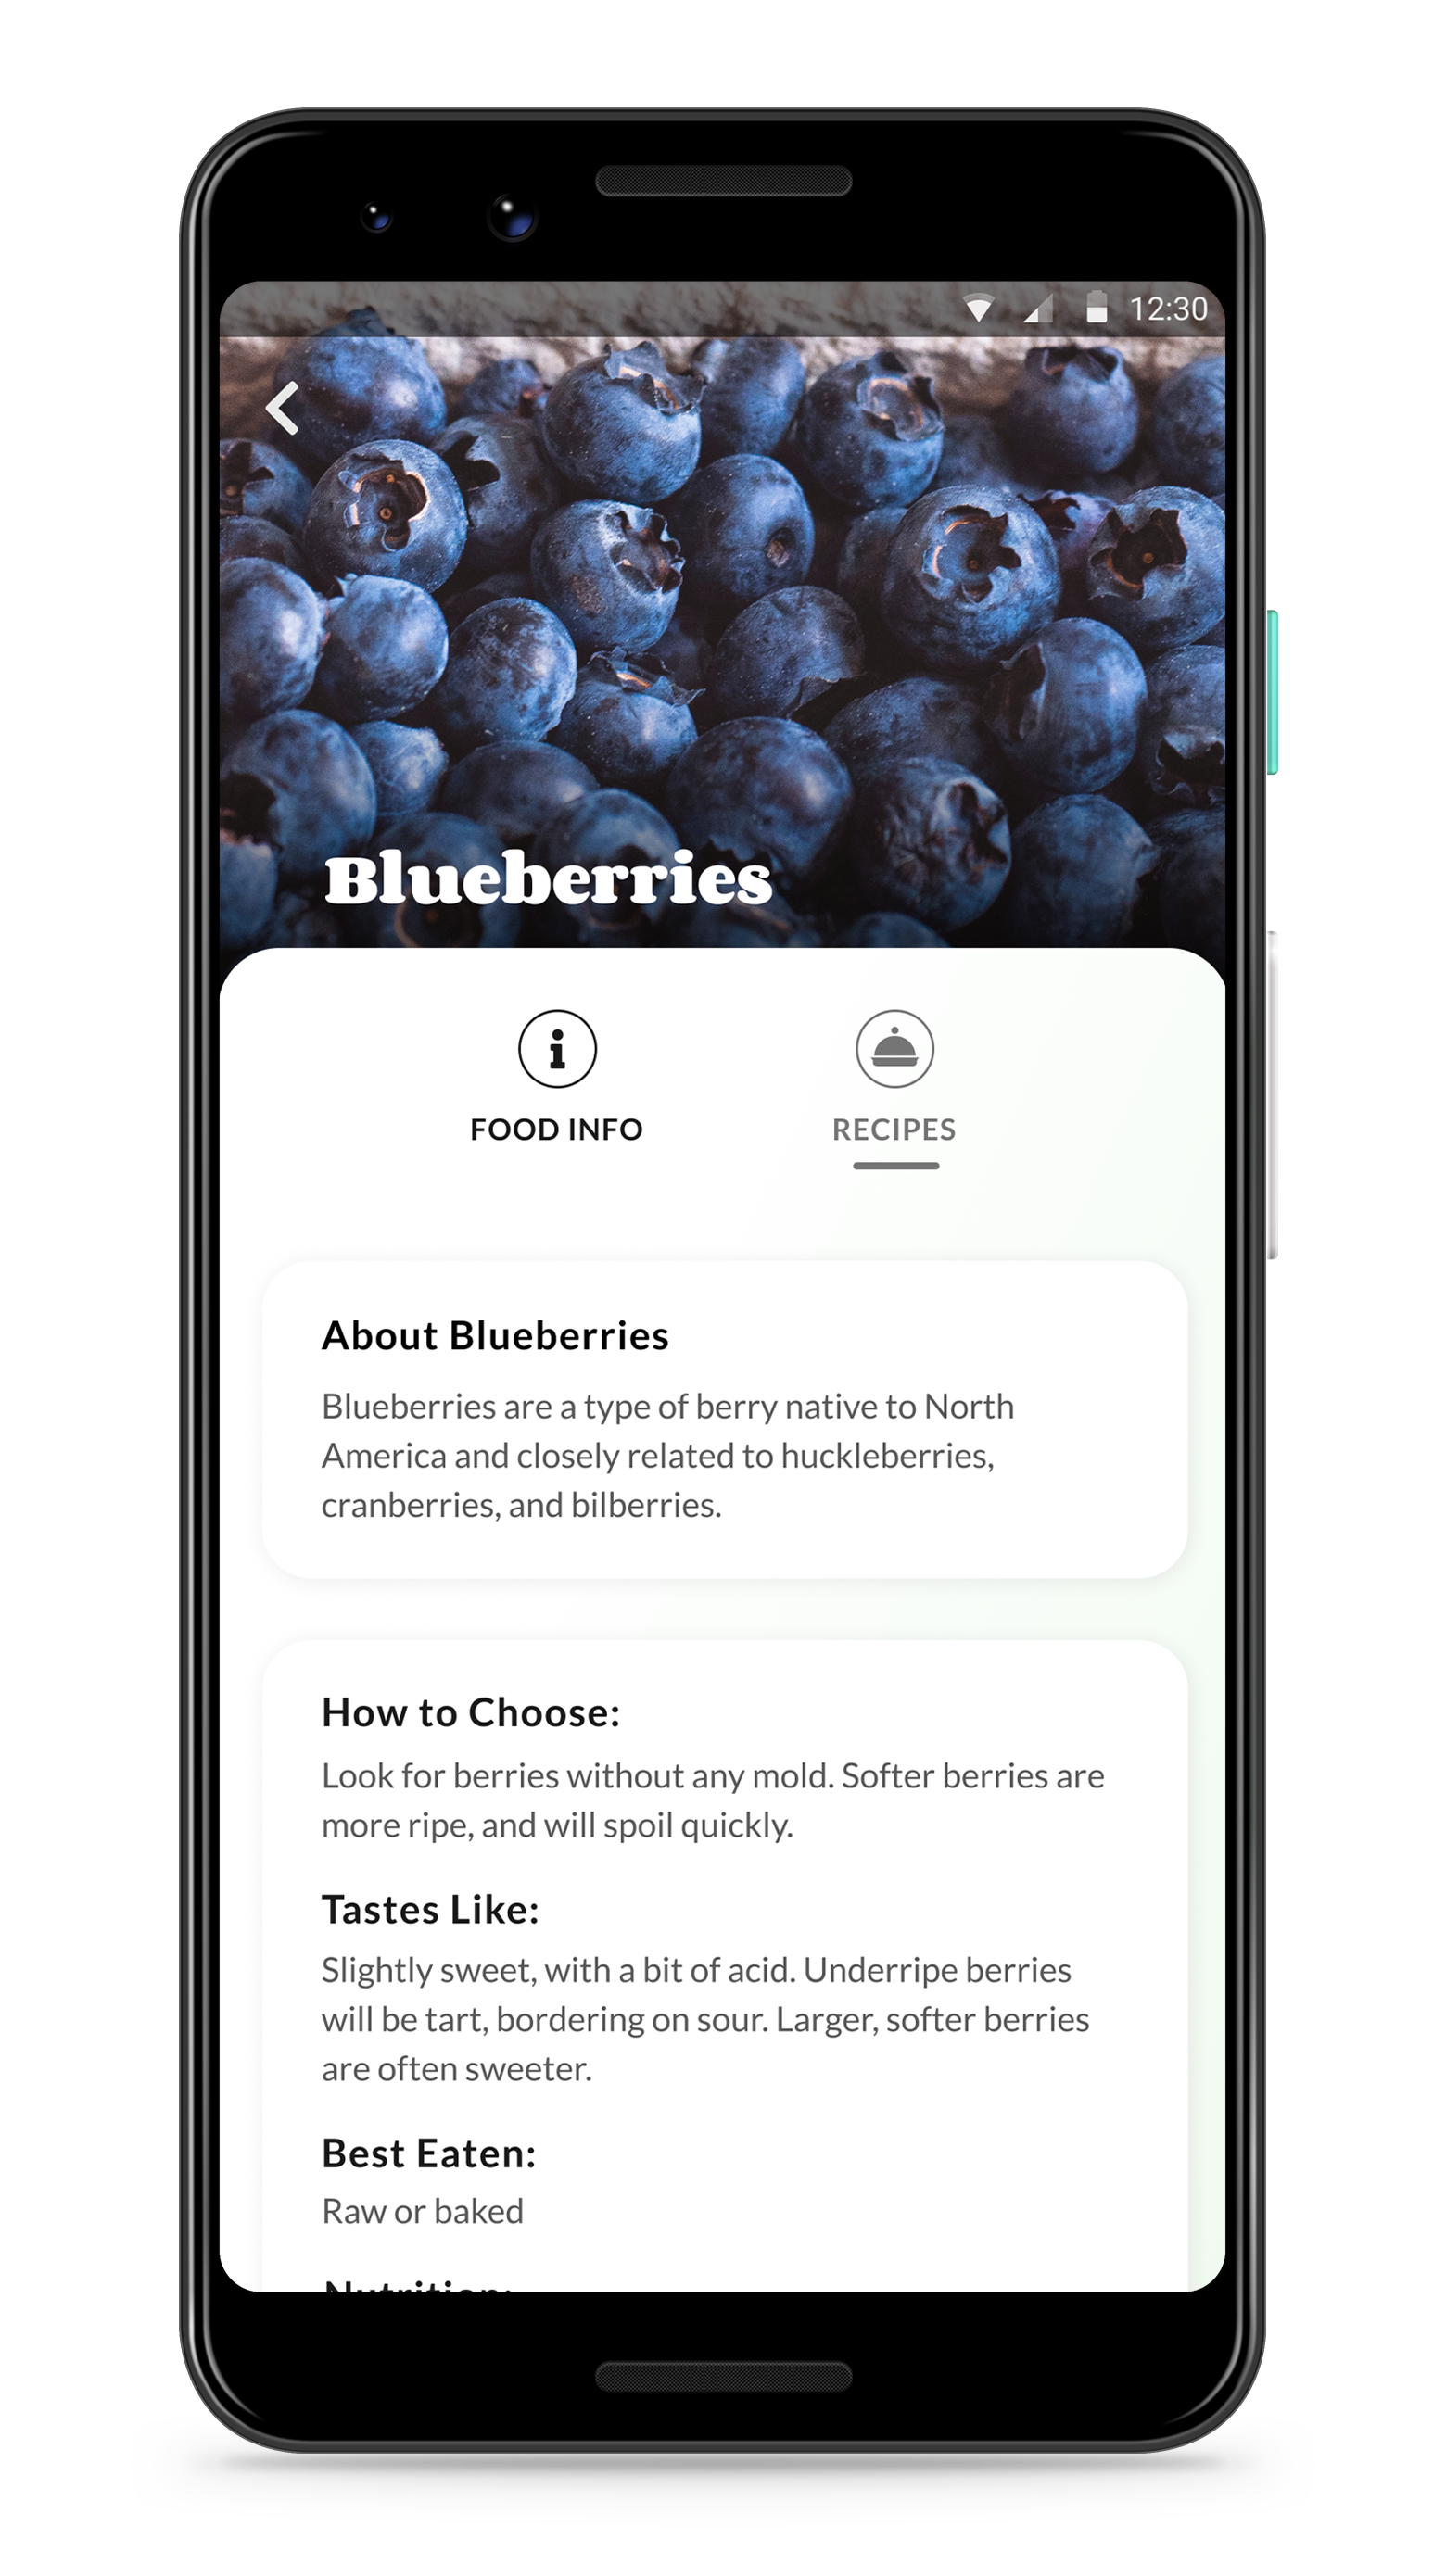 12:30
Blueberries
FOOD INFO
RECIPES
About Blueberries
Blueberries are a type of berry native to North
America and closely related to huckleberries,
cranberries, and bilberries.
How to Choose:
Look for berries without any mold. Softer berries are
more ripe, and will spoil quickly.
Tastes Like:
Slightly sweet, with a bit of acid. Underripe berries
will be tart, bordering on sour. Larger, softer berries
are often sweeter.
Best Eaten:
Raw or baked
Nutrition: